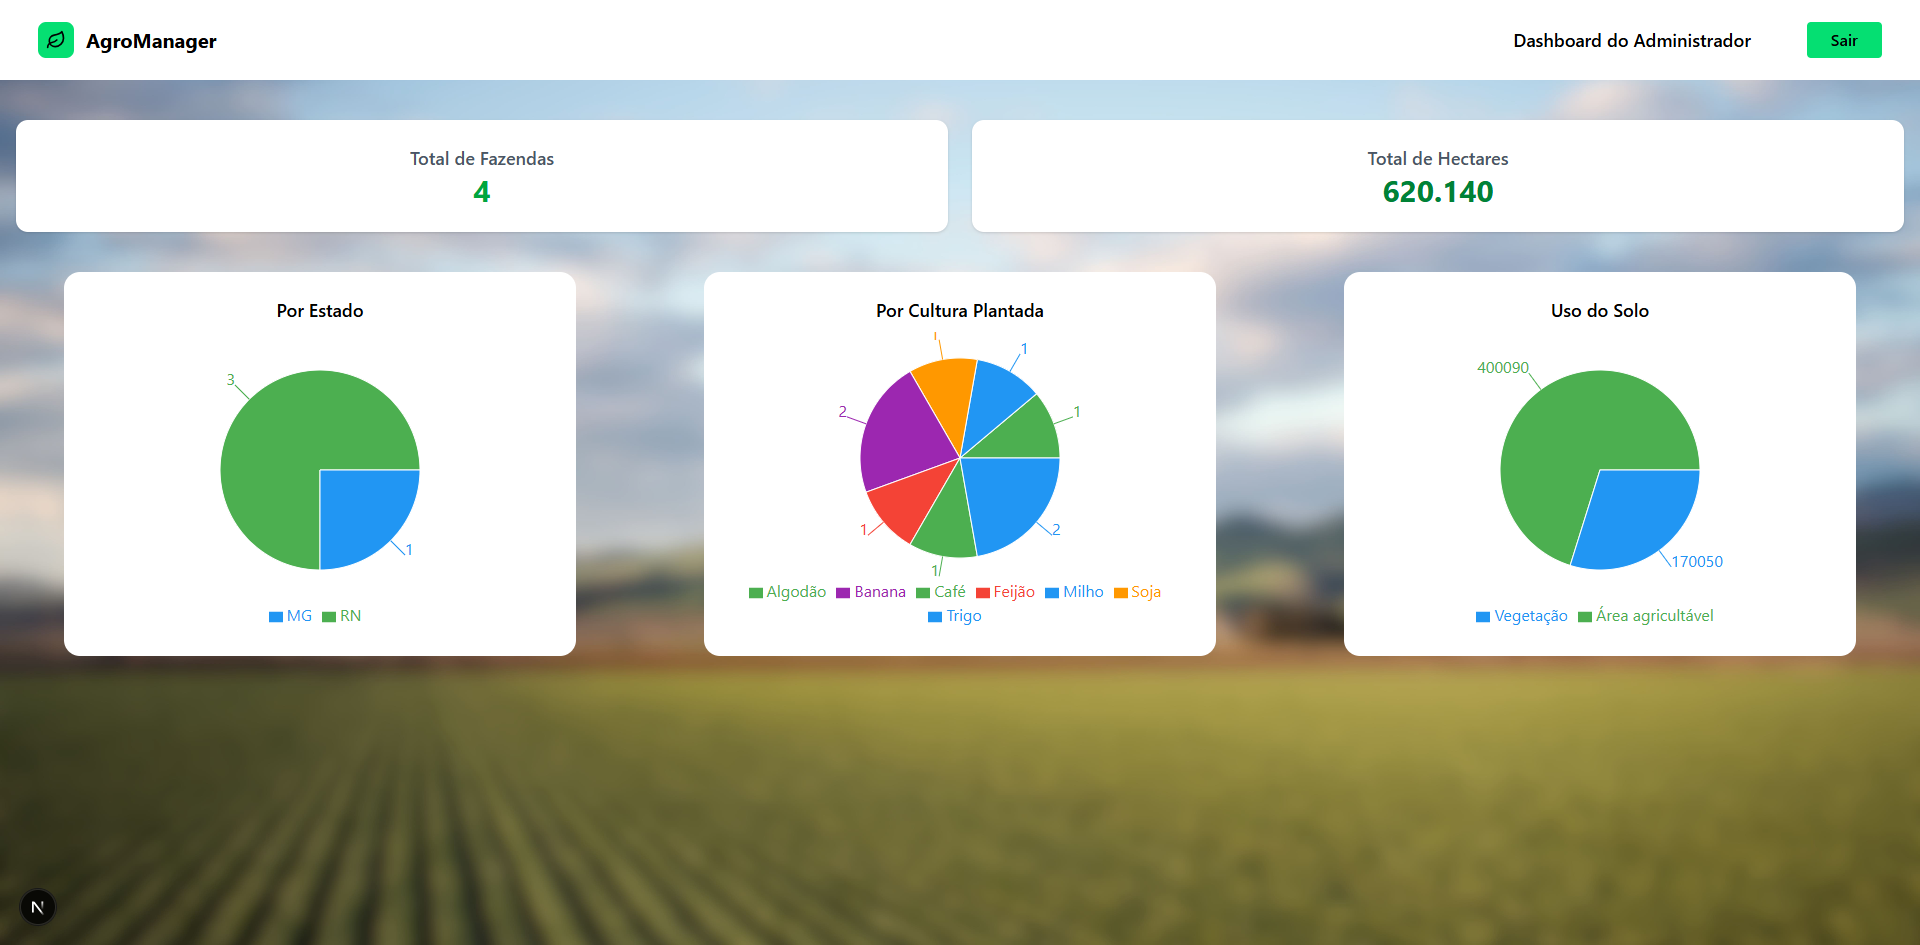 AgroManager
Dashboard do Administrador
Sair
Total de Fazendas
4
Total de Hectares
620.140
Por Estado
3
1
MG RN
Por Cultura Plantada
1
1
1
2
1
2
1
Algodão Banana Café Feijão Milho Soja
Trigo
Uso do Solo
400090
170050
Vegetação Área agricultável
N